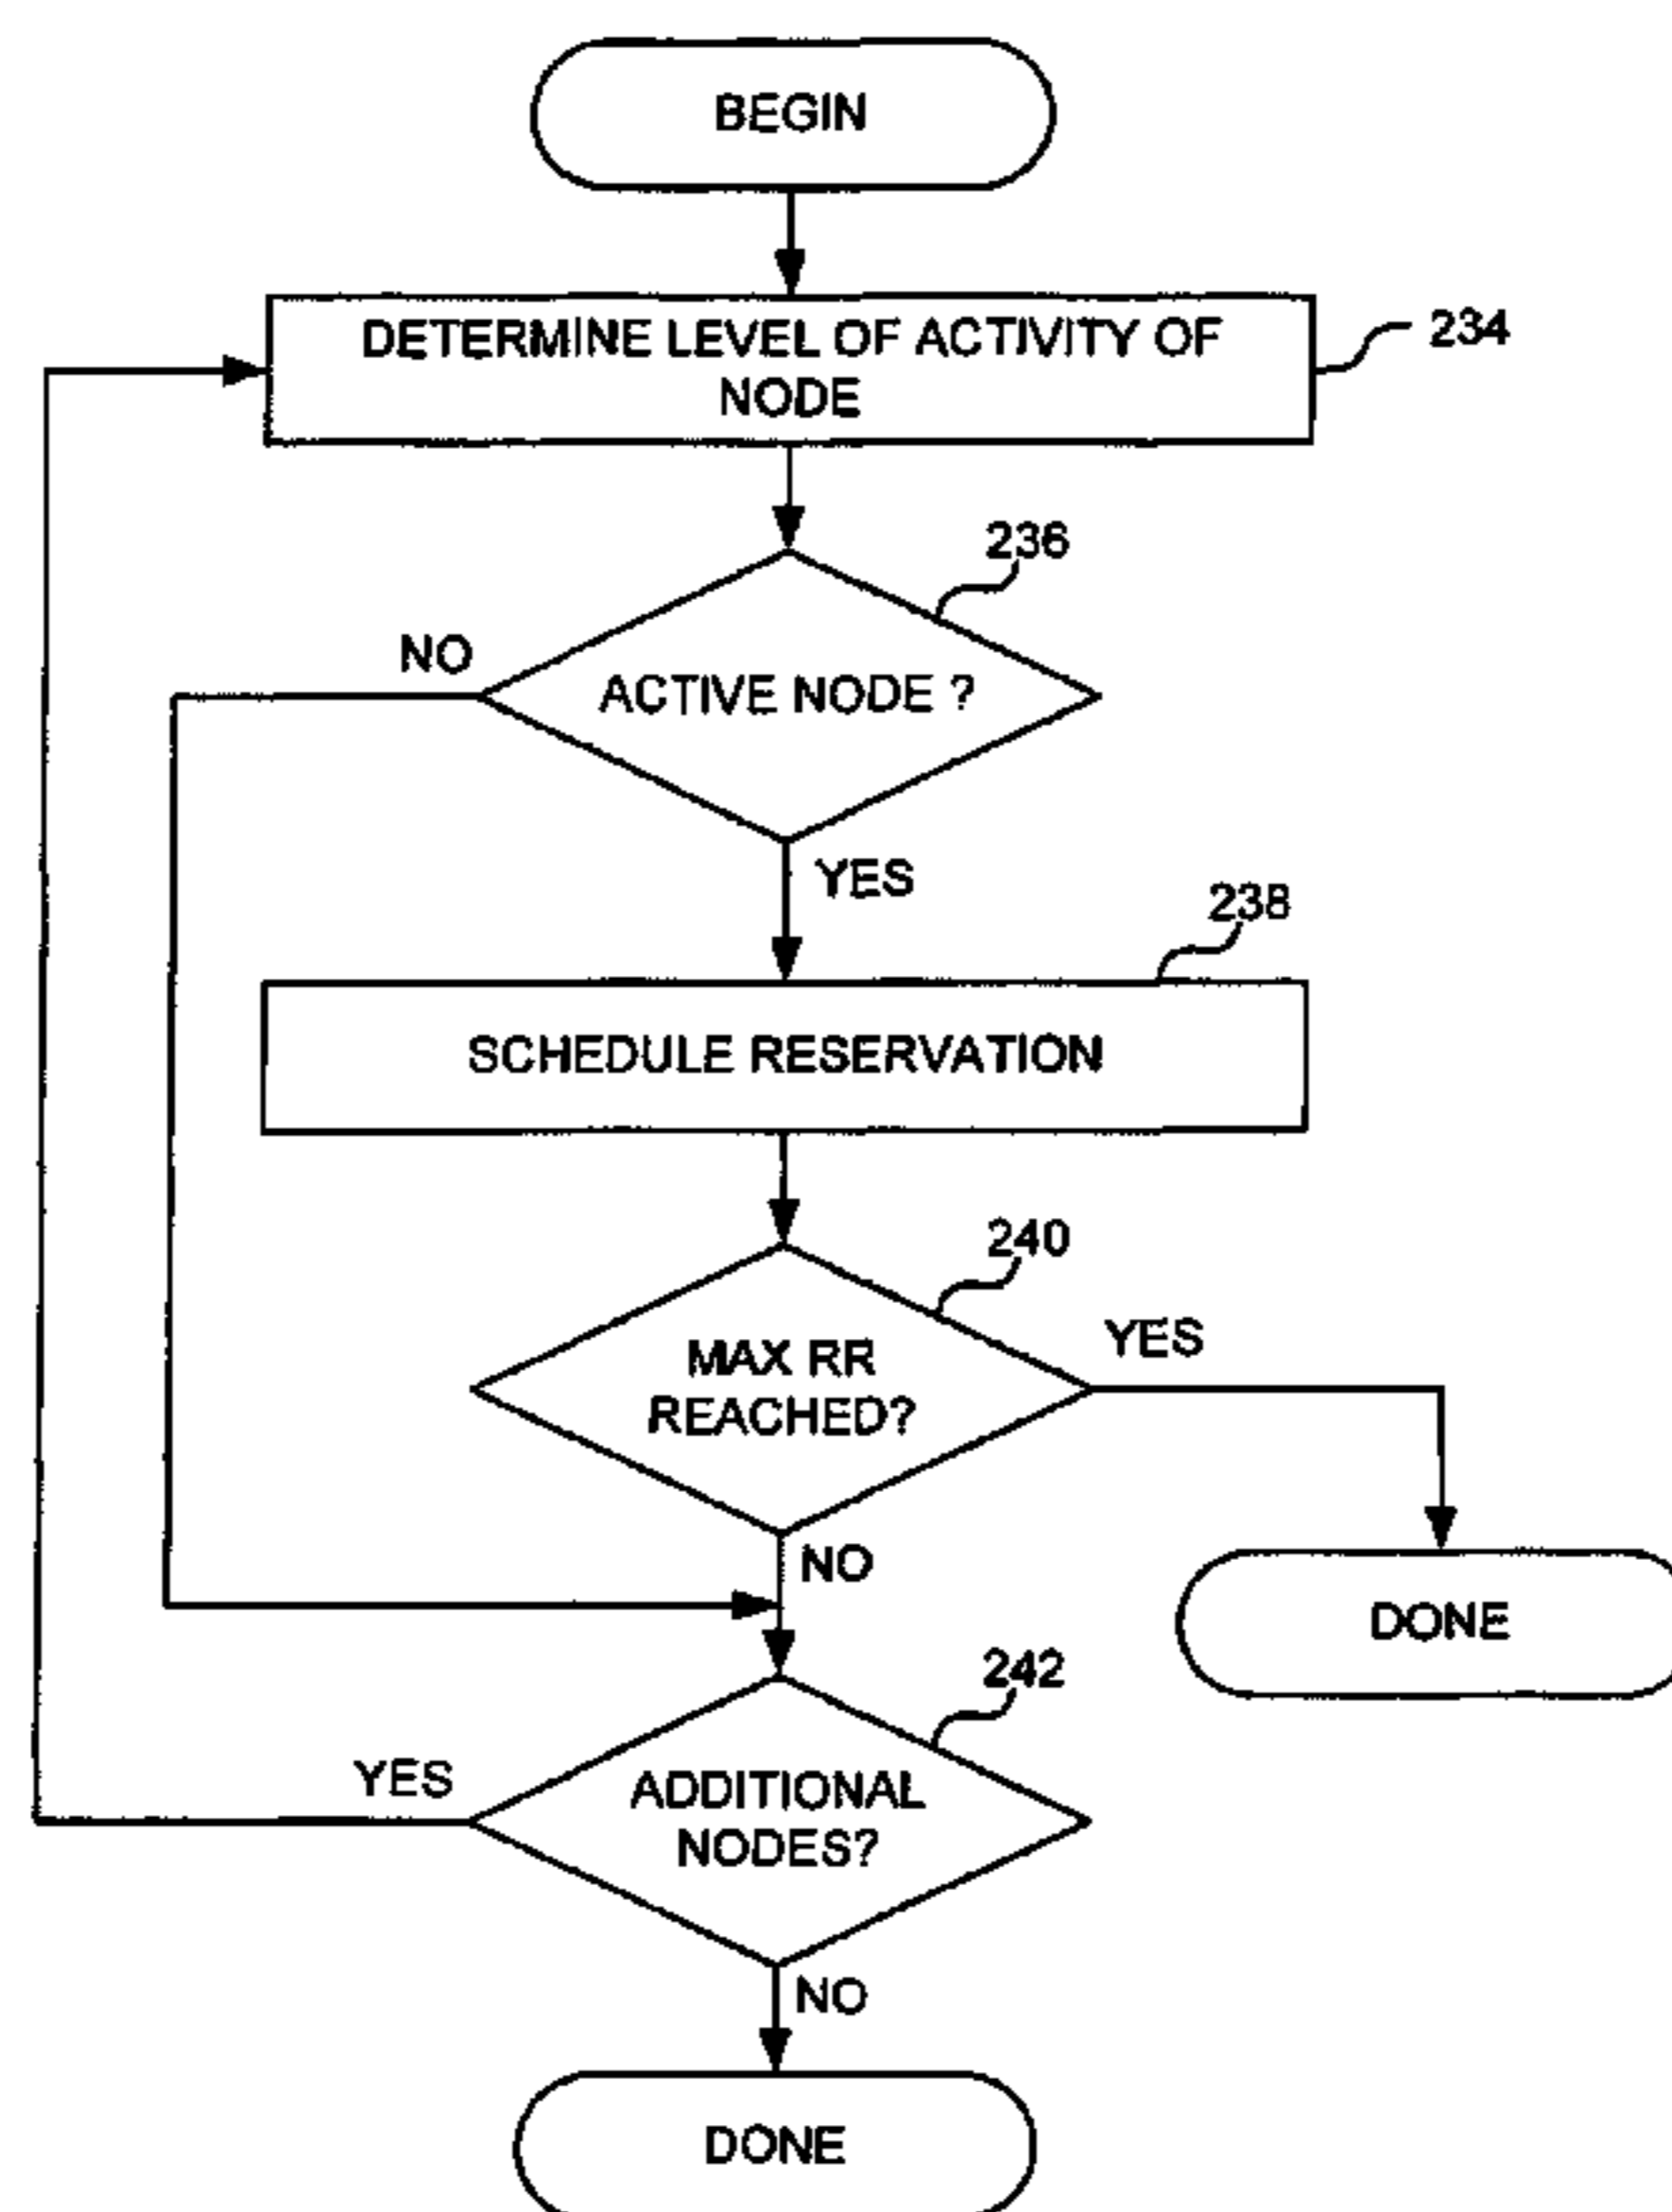 BEGIN
DETERMINE LEVEL OF ACTIVITY OF
NODE
234
236
NO
ACTIVE NODE ?
YES
238
SCHEDULE RESERVATION
240
YES
MAX RR
REACHED?
NO
DONE
242
YES
ADDITIONAL
NODES?
NO
DONE